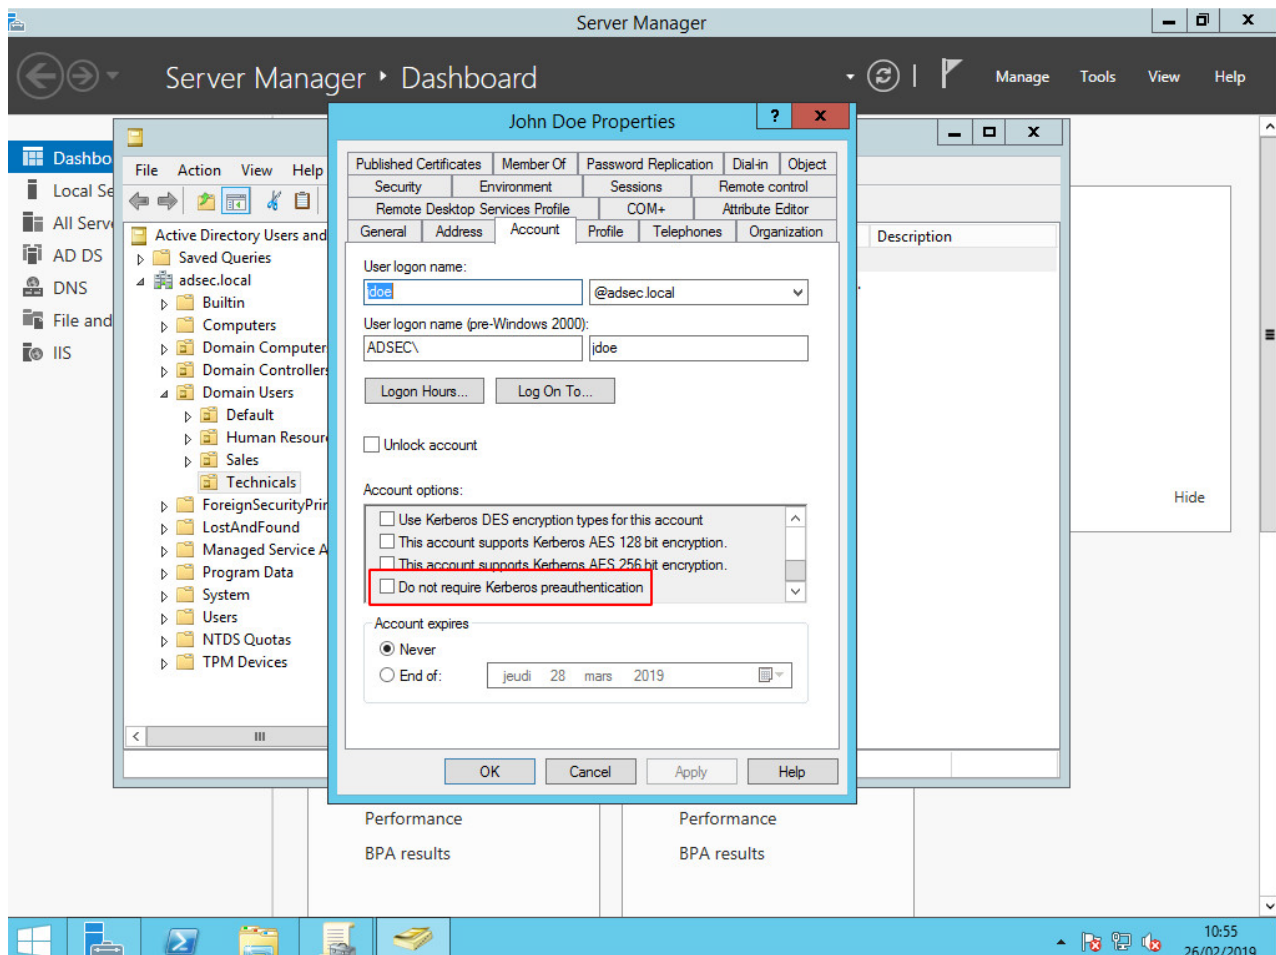 Server Manager
Server Manager • Dashboard
Manage Tools View Help
Dashbo
Local Se
All Serv
AD DS
DNS
File and
IIS
File Action View Help
Active Directory Users and
Saved Queries
adsec.local
Builtin
Computers
Domain Computer
Domain Controllers
Domain Users
Default
Human Resour
Sales
Technicals
ForeignSecurityPrin
LostAndFound
Managed Service A
Program Data
System
Users
NTDS Quotas
TPM Devices
Description
John Doe Properties
Published Certificates Member Of Password Replication Dial-in Object
Security Environment Sessions Remote control
Remote Desktop Services Profile COM+ Attribute Editor
General Address Account Profile Telephones Organization
User logon name:
jdoe @adsec.local
User logon name (pre-Windows 2000):
ADSEC\ jdoe
Logon Hours... Log On To...
Unlock account
Account options:
Use Kerberos DES encryption types for this account
This account supports Kerberos AES 128 bit encryption.
This account supports Kerberos AES 256 bit encryption.
Do not require Kerberos preauthentication
Account expires
Never
End of: jeudi 28 mars 2019
OK Cancel Apply Help
Hide
Performance Performance
BPA results BPA results
10:55
26/02/2019